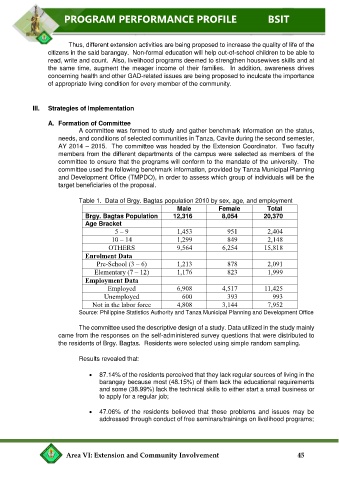 PROGRAM PERFORMANCE PROFILE BSIT
Thus, different extension activities are being proposed to increase the quality of life of the
citizens in the said barangay. Non-formal education will help out-of-school children to be able to
read, write and count. Also, livelihood programs deemed to strengthen housewives skills and at
the same time, augment the meager income of their families. In addition, awareness drives
concerning health and other GAD-related issues are being proposed to inculcate the importance
of appropriate living condition for every member of the community.
III. Strategies of Implementation
A. Formation of Committee
A committee was formed to study and gather benchmark information on the status,
needs, and conditions of selected communities in Tanza, Cavite during the second semester,
AY 2014 – 2015. The committee was headed by the Extension Coordinator. Two faculty
members from the different departments of the campus were selected as members of the
committee to ensure that the programs will conform to the mandate of the university. The
committee used the following benchmark information, provided by Tanza Municipal Planning
and Development Office (TMPDO), in order to assess which group of individuals will be the
target beneficiaries of the proposal.
Table 1. Data of Brgy. Bagtas population 2010 by sex, age, and employment
Male Female Total
Brgy. Bagtas Population 12,316 8,054 20,370
Age Bracket
5 – 9 1,453 951 2,404
10 – 14 1,299 849 2,148
OTHERS 9,564 6,254 15,818
Enrolment Data
Pre-School (3 – 6) 1,213 878 2,091
Elementary (7 – 12) 1,176 823 1,999
Employment Data
Employed 6,908 4,517 11,425
Unemployed 600 393 993
Not in the labor force 4,808 3,144 7,952
Source: Philippine Statistics Authority and Tanza Municipal Planning and Development Office
The committee used the descriptive design of a study. Data utilized in the study mainly
came from the responses on the self-administered survey questions that were distributed to
the residents of Brgy. Bagtas. Residents were selected using simple random sampling.
Results revealed that:
• 87.14% of the residents perceived that they lack regular sources of living in the
barangay because most (48.15%) of them lack the educational requirements
and some (38.99%) lack the technical skills to either start a small business or
to apply for a regular job;
• 47.06% of the residents believed that these problems and issues may be
addressed through conduct of free seminars/trainings on livelihood programs;
Area VI: Extension and Community Involvement 45